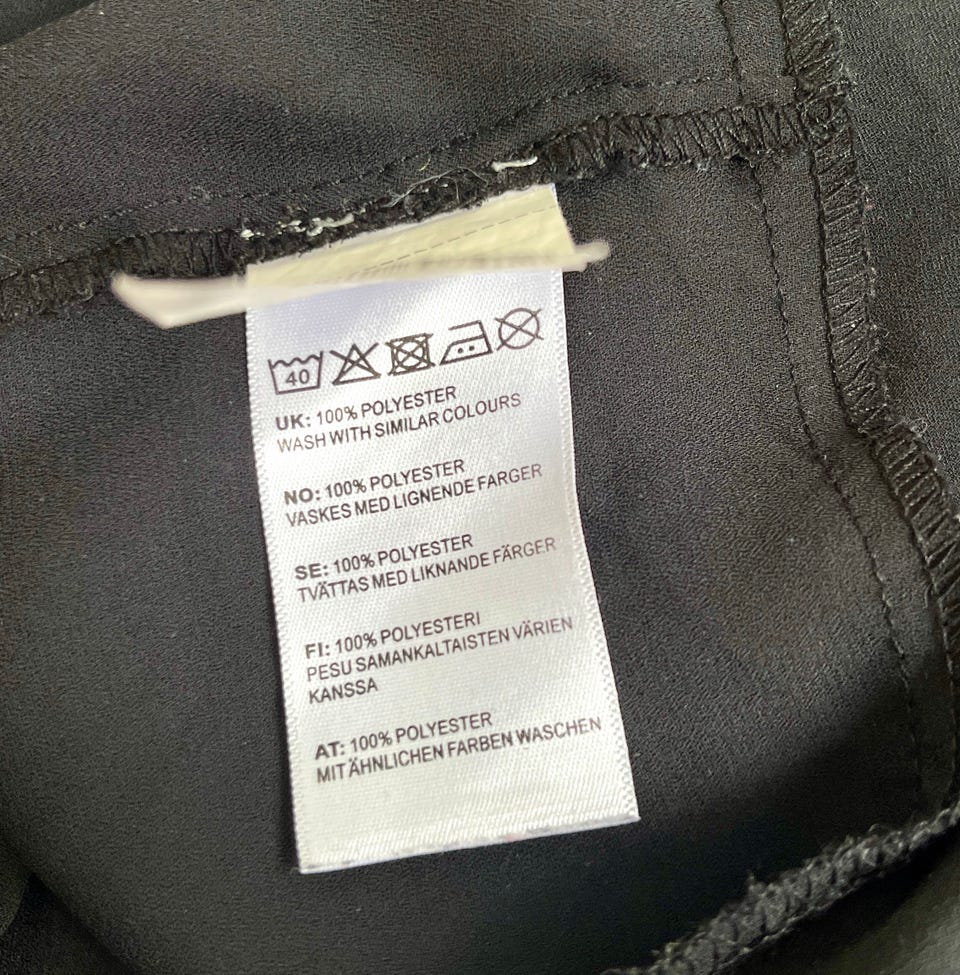 40
UK: 100% POLYESTER
WASH WITH SIMILAR COLOURS
NO: 100% POLYESTER
VASKES MED LIGNENDE FARGER
SE: 100% POLYESTER
TVÄTTAS MED LIKNANDE FÄRGER
FI: 100% POLYESTERI
PESU SAMANKALTAISTEN VÄRIEN
KANSSA
AT: 100% POLYESTER
MIT ÄHNLICHEN FARBEN WASCHEN